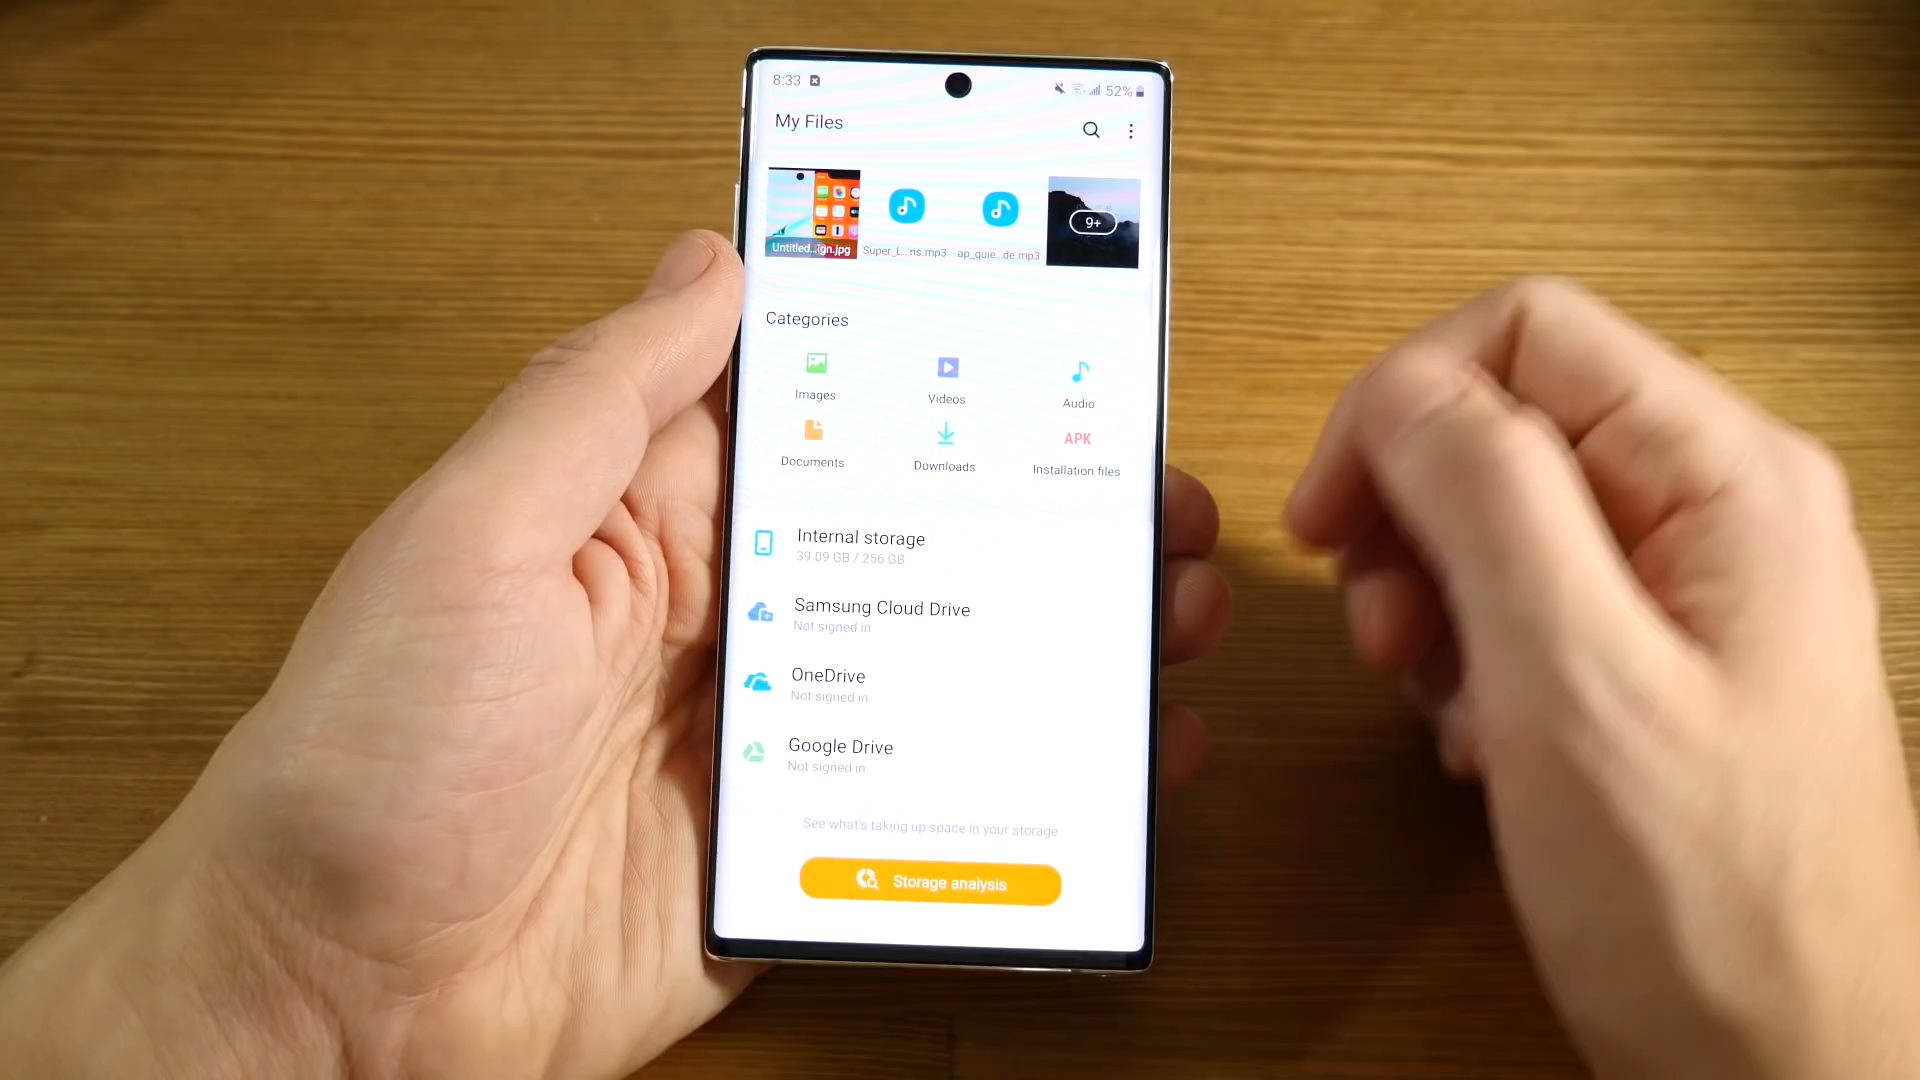 8:33 52%
My Files
9+
Untitled...ign.jpg Super_L...ns.mp3 ap_quie...de.mp3
Categories
Images Videos Audio
APK
Documents Downloads Installation files
Internal storage
39.09 GB / 256 GB
Samsung Cloud Drive
Not signed in
OneDrive
Not signed in
Google Drive
Not signed in
See what's taking up space in your storage.
Storage analysis